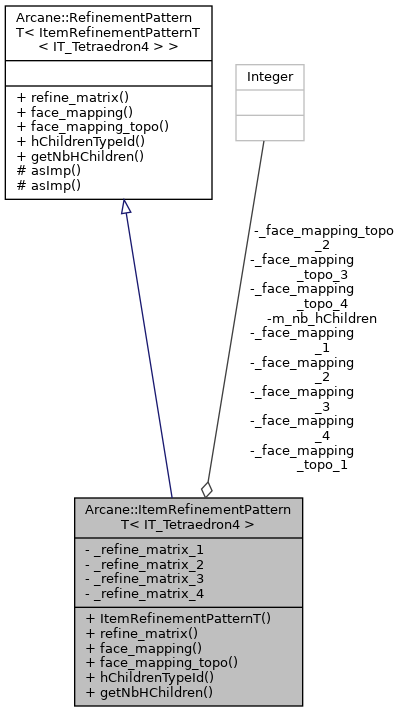 Arcane::RefinementPattern
T< ItemRefinementPatternT
< IT_Tetraedron4 > >
+ refine_matrix()
+ face_mapping()
+ face_mapping_topo()
+ hChildrenTypeId()
+ getNbHChildren()
# asImp()
# asImp()
Integer
-_face_mapping_topo
_2
-_face_mapping
_topo_3
-_face_mapping
_topo_4
-m_nb_hChildren
-_face_mapping
_1
-_face_mapping
_2
-_face_mapping
_3
-_face_mapping
_4
-_face_mapping
_topo_1
Arcane::ItemRefinementPattern
T< IT_Tetraedron4 >
- _refine_matrix_1
- _refine_matrix_2
- _refine_matrix_3
- _refine_matrix_4
+ ItemRefinementPatternT()
+ refine_matrix()
+ face_mapping()
+ face_mapping_topo()
+ hChildrenTypeId()
+ getNbHChildren()